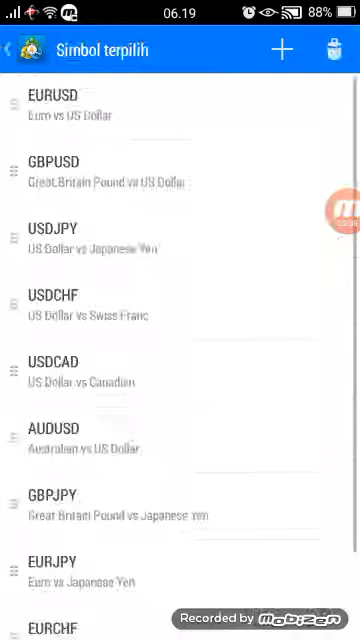 06.19
88%
Simbol terpilih
EURUSD
Euro vs US Dollar
GBPUSD
Great Britain Pound vs US Dollar
USDJPY
US Dollar vs Japanese Yen
USDCHF
US Dollar vs Swiss Franc
USDCAD
US Dollar vs Canadian
AUDUSD
Australian vs US Dollar
GBPJPY
Great Britain Pound vs Japanese Yen
EURJPY
Euro vs Japanese Yen
EURCHF
Recorded by mobizen